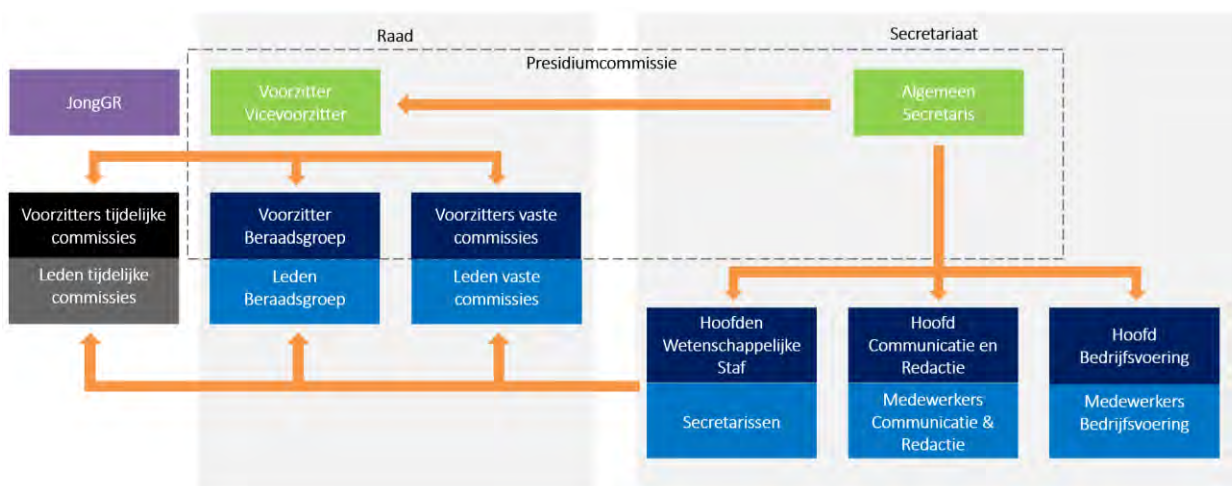 Raad
Secretariaat
Presidiumcommissie
JongGR
Voorzitter
Vicevoorzitter
Algemeen
Secretaris
Voorzitters tijdelijke
commissies
Leden tijdelijke
commissies
Voorzitter
Beraadsgroep
Leden
Beraadsgroep
Voorzitters vaste
commissies
Leden vaste
commissies
Hoofden
Wetenschappelijke
Staf
Secretarissen
Hoofd
Communicatie en
Redactie
Medewerkers
Communicatie &
Redactie
Hoofd
Bedrijfsvoering
Medewerkers
Bedrijfsvoering